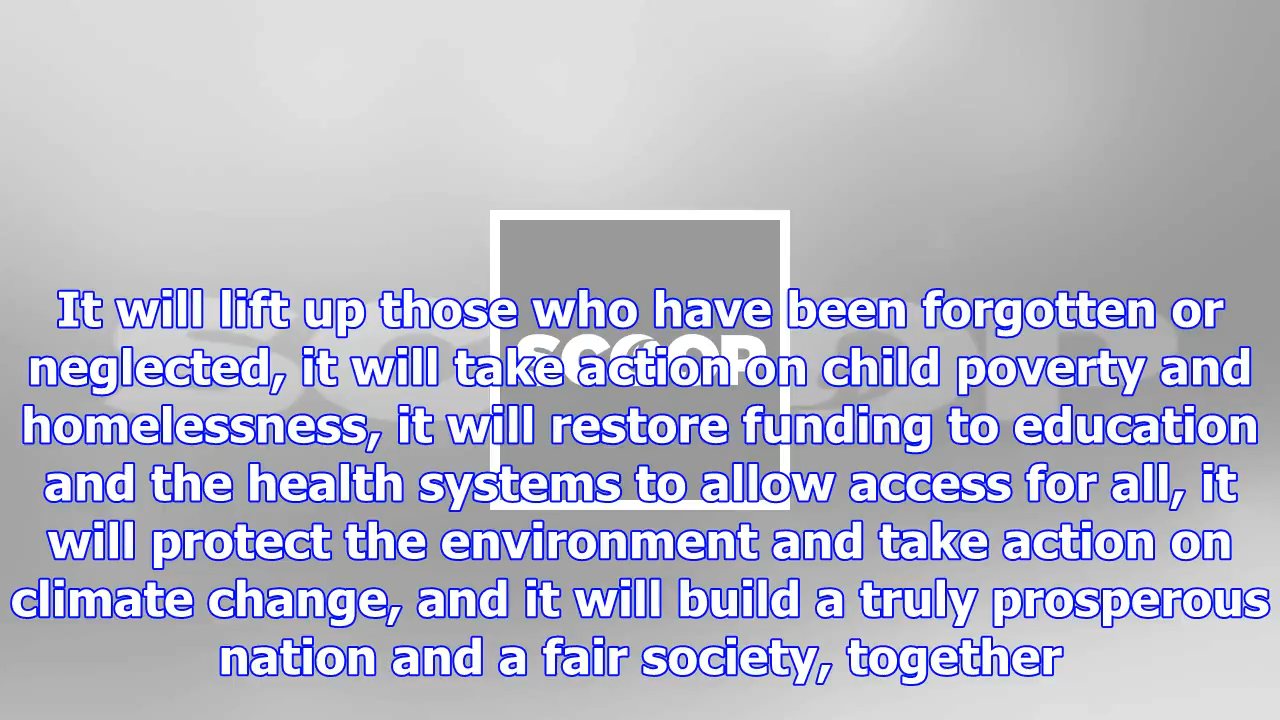 It will lift up those who have been forgotten or
neglected, it will take action on child poverty and
homelessness, it will restore funding to education
and the health systems to allow access for all, it
will protect the environment and take action on
climate change, and it will build a truly prosperous
nation and a fair society, together
SCOOP
SCOOP